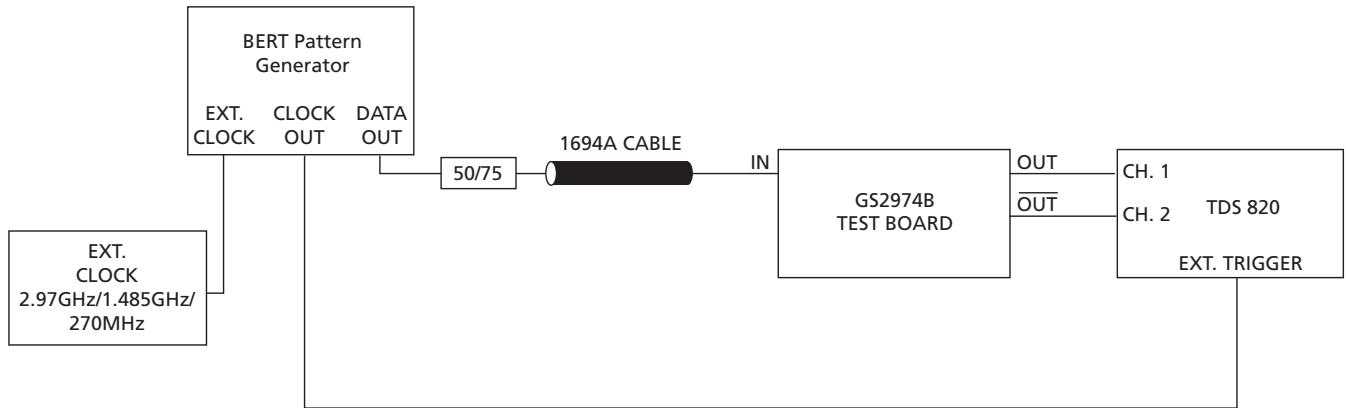 BERT Pattern
Generator
EXT. CLOCK DATA
CLOCK OUT OUT
50/75
1694A CABLE
IN
GS2974B
TEST BOARD
OUT
OUT
CH. 1
CH. 2
TDS 820
EXT. TRIGGER
EXT.
CLOCK
2.97GHz/1.485GHz/
270MHz